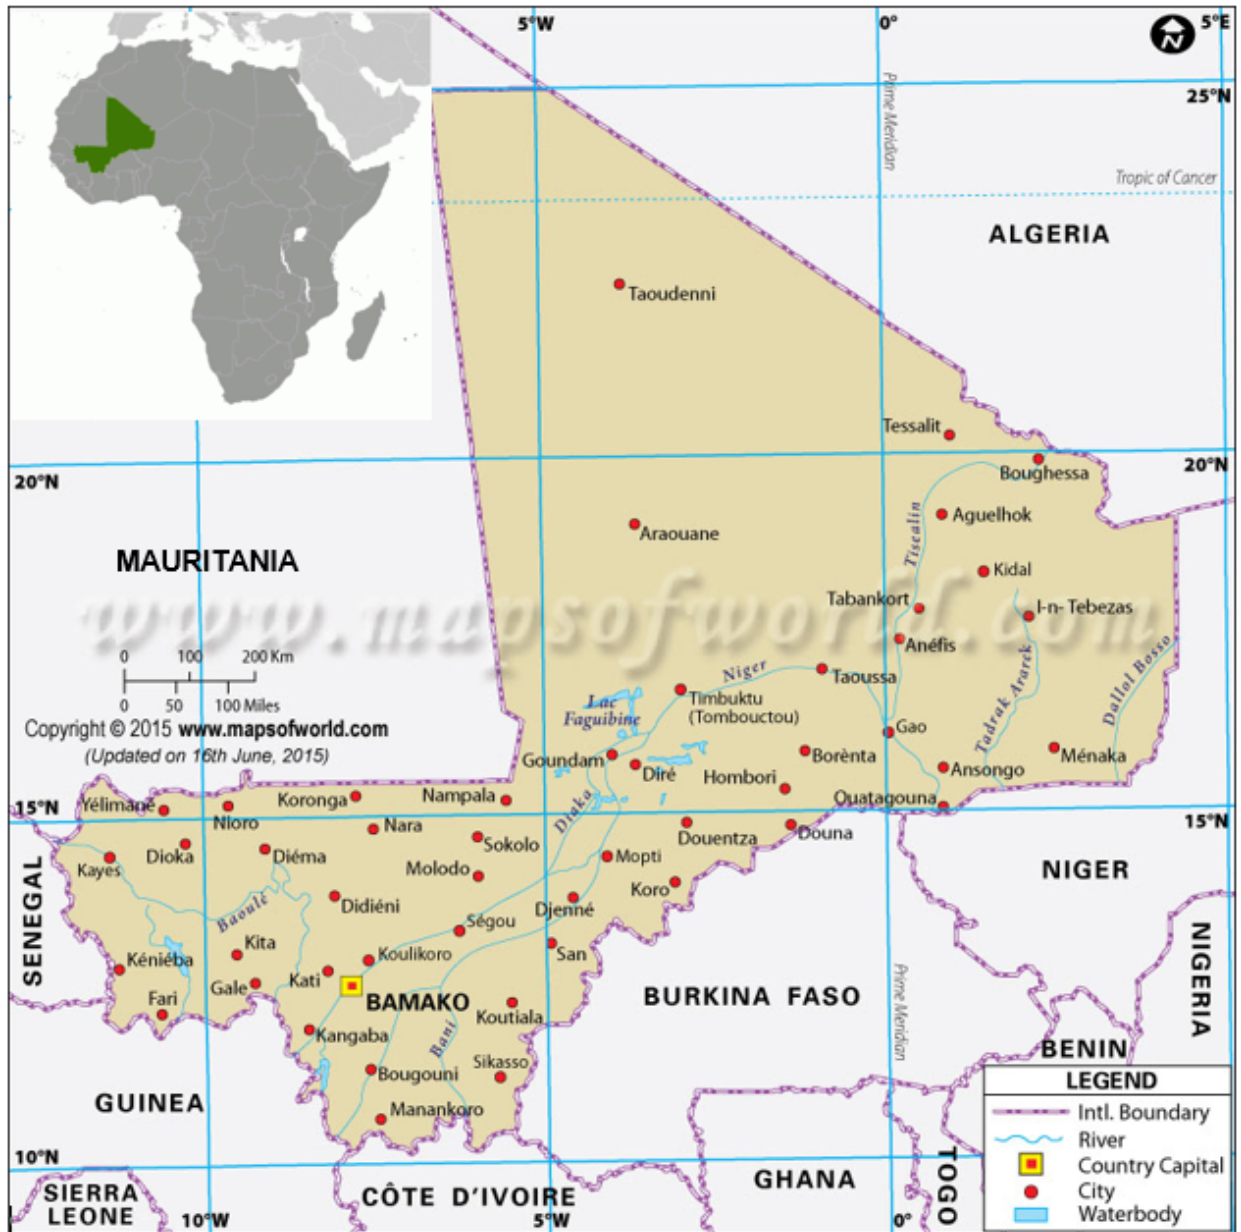 5°W
0°
N
5°E
25°N
Prime Meridian
Tropic of Cancer
ALGERIA
Taoudenni
Tessalit
20°N
20°N
Boughessa
Aguelhok
Tiscalin
Araouane
MAURITANIA
Kidal
www.mapsofworld.com
Tabankort
I-n- Tebezas
Anéfis
0 100 200 Km
0 50 100 Miles
Niger
Taoussa
Tadrak Ararek
Dallol Bosso
Lac
Faguibine
Timbuktu
(Tombouctou)
Copyright © 2015 www.mapsofworld.com
(Updated on 16th June, 2015)
Gao
Goundam
Diré
Borènta
Ménaka
Hombori
Ansongo
Yélimané
Koronga
Nampala
Diaka
Ouatagouna
15°N
15°N
Nioro
Nara
Sokolo
Douentza
Douna
Dioka
Diéma
Kayes
Molodo
Mopti
NIGER
SENEGAL
Koro
Baoulé
Didiéni
Djenné
Ségou
Kita
San
NIGERIA
Kéniéba
Koulikoro
Kati
Gale
Fari
BAMAKO
BURKINA FASO
Prime Meridian
Koutiala
Kangaba
Bani
BENIN
Sikasso
Bougouni
LEGEND
GUINEA
Manankoro
Intl. Boundary
River
10°N
Country Capital
TOGO
GHANA
City
SIERRA
LEONE
CÔTE D'IVOIRE
Waterbody
10°W
5°W
0°